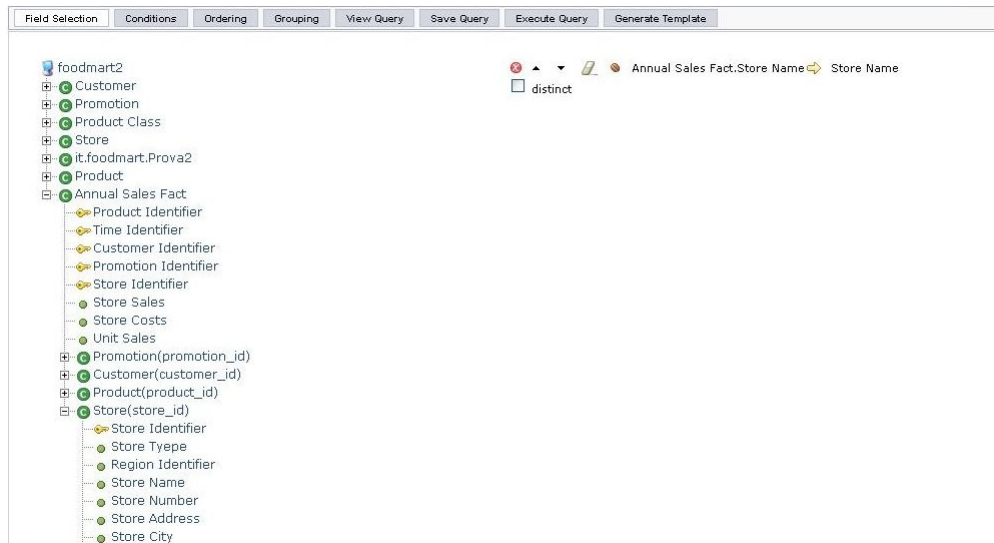 Field Selection Conditions Ordering Grouping View Query Save Query Execute Query Generate Template
foodmart2
Customer
Promotion
Product Class
Store
it.foodmart.Prova2
Product
Annual Sales Fact
Product Identifier
Time Identifier
Customer Identifier
Promotion Identifier
Store Identifier
Store Sales
Store Costs
Unit Sales
Promotion(promotion_id)
Customer(customer_id)
Product(product_id)
Store(store_id)
Store Identifier
Store Tyepe
Region Identifier
Store Name
Store Number
Store Address
Store City
Annual Sales Fact.Store Name Store Name
distinct